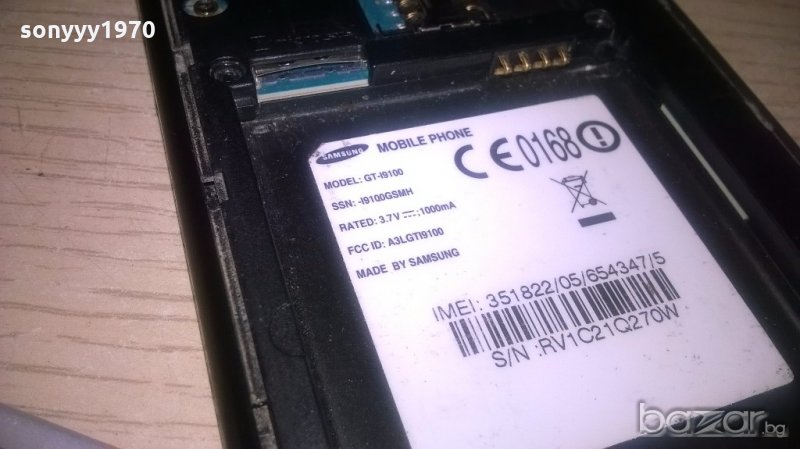 sonyyy1970
SAMSUNG MOBILE PHONE
MODEL: GT-I9100
SSN: -I9100GSMH
RATED: 3.7V ⎓;1000mA
FCC ID: A3LGTI9100
MADE BY SAMSUNG
CE0168
IMEI: 351822/05/654347/5
S/N :RV1C21Q270W
bazar.bg